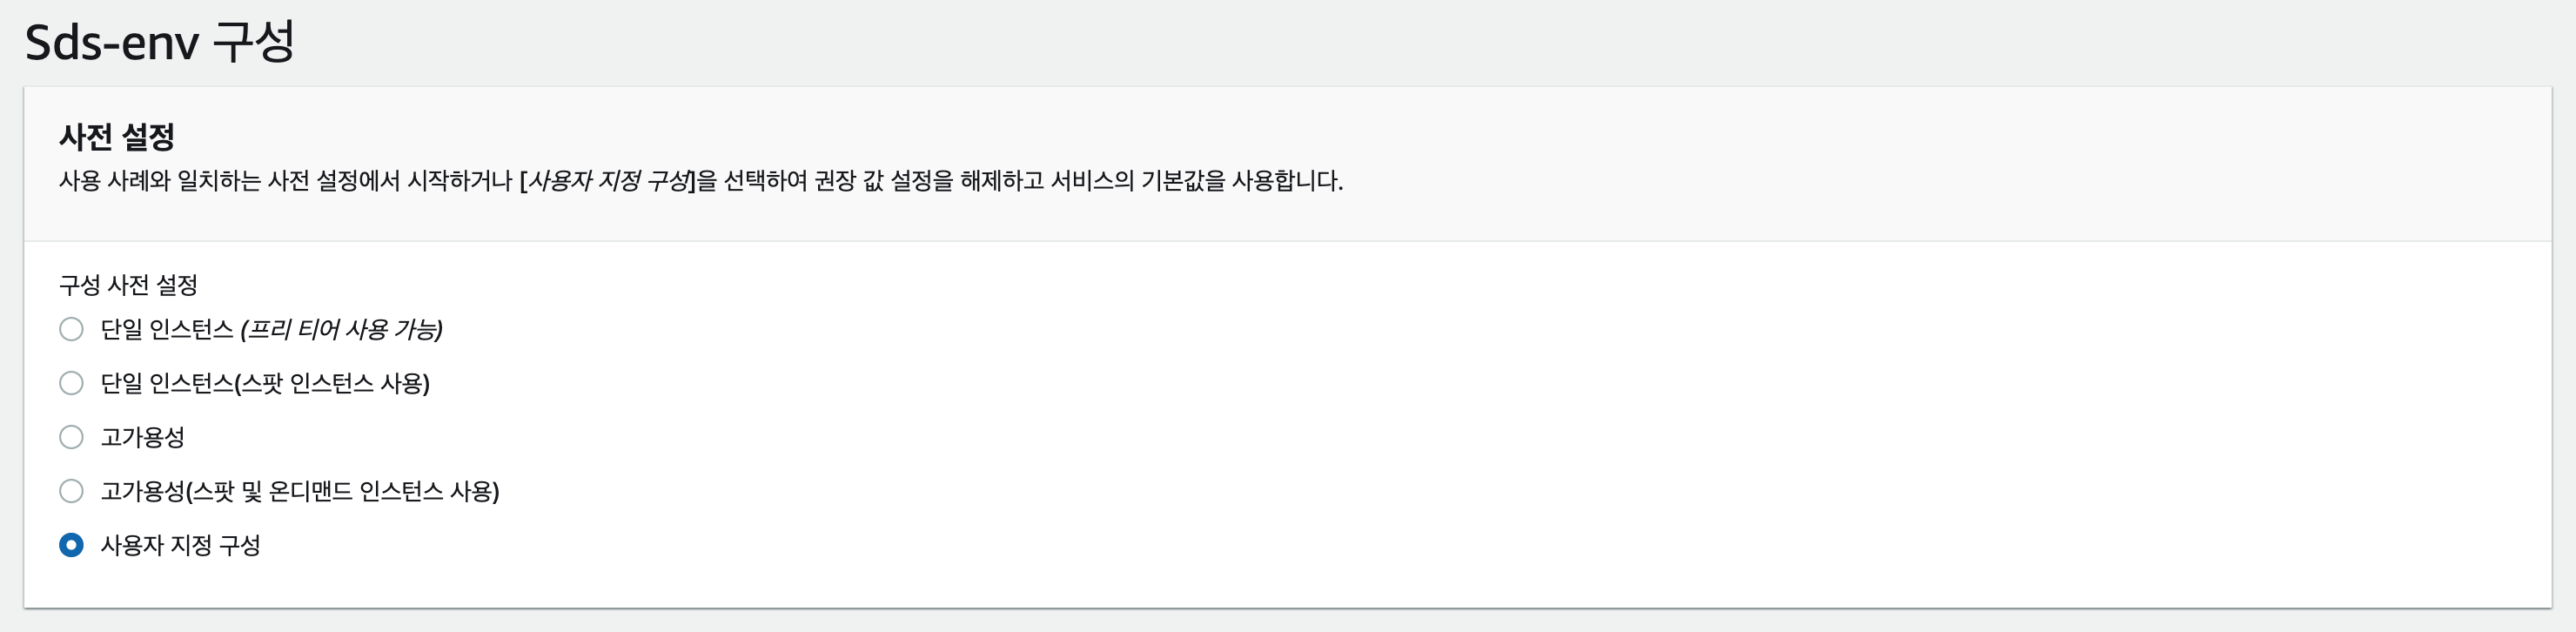 Sds-env 구성
사전 설정
사용 사례와 일치하는 사전 설정에서 시작하거나 [사용자 지정 구성]을 선택하여 권장 값 설정을 해제하고 서비스의 기본값을 사용합니다.
구성 사전 설정
단일 인스턴스 (프리 티어 사용 가능)
단일 인스턴스(스팟 인스턴스 사용)
고가용성
고가용성(스팟 및 온디맨드 인스턴스 사용)
사용자 지정 구성